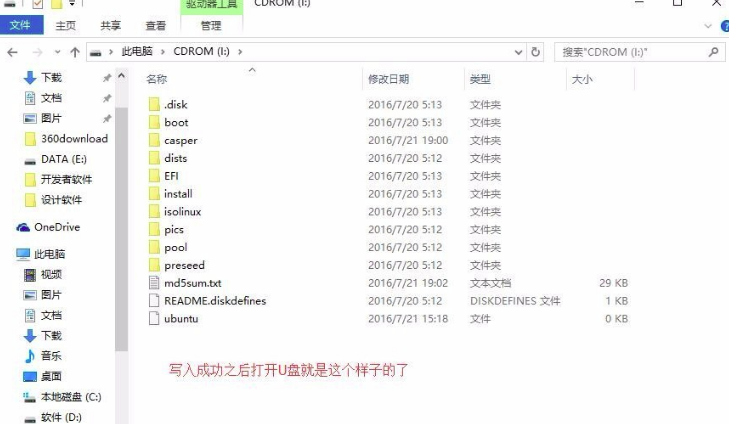 驱动器工具 CDROM (I:)
文件 主页 共享 查看 管理
此电脑 CDROM (I:) 搜索"CDROM (I:)"
名称 修改日期 类型 大小
下载
文档
图片
360download
DATA (E:)
开发者软件
设计软件
OneDrive
此电脑
视频
图片
文档
下载
音乐
桌面
本地磁盘 (C:)
软件 (D:)
.disk 2016/7/20 5:13 文件夹
boot 2016/7/20 5:13 文件夹
casper 2016/7/21 19:00 文件夹
dists 2016/7/20 5:12 文件夹
EFI 2016/7/20 5:13 文件夹
install 2016/7/20 5:13 文件夹
isolinux 2016/7/20 5:13 文件夹
pics 2016/7/20 5:12 文件夹
pool 2016/7/20 5:12 文件夹
preseed 2016/7/20 5:12 文件夹
md5sum.txt 2016/7/21 19:02 文本文档 29 KB
README.diskdefines 2016/7/20 5:12 DISKDEFINES 文件 1 KB
ubuntu 2016/7/21 15:18 文件 0 KB
写入成功之后打开U盘就是这个样子的了